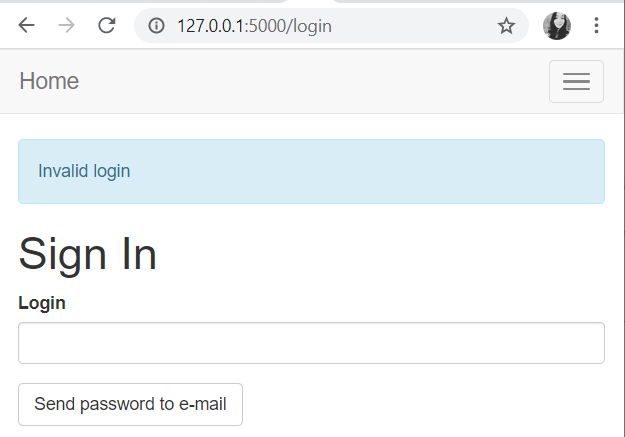 127.0.0.1:5000/login
Home
Invalid login
Sign In
Login
Send password to e-mail